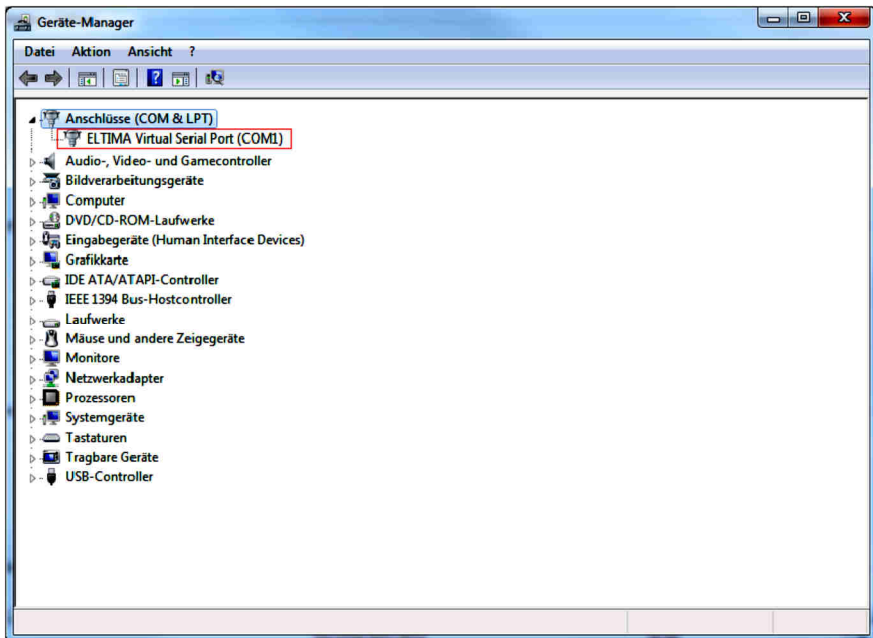 Geräte-Manager
Datei Aktion Ansicht ?
Anschlüsse (COM & LPT)
ELTIMA Virtual Serial Port (COM1)
Audio-, Video- und Gamecontroller
Bildverarbeitungsgeräte
Computer
DVD/CD-ROM-Laufwerke
Eingabegeräte (Human Interface Devices)
Grafikkarte
IDE ATA/ATAPI-Controller
IEEE 1394 Bus-Hostcontroller
Laufwerke
Mäuse und andere Zeigegeräte
Monitore
Netzwerkadapter
Prozessoren
Systemgeräte
Tastaturen
Tragbare Geräte
USB-Controller